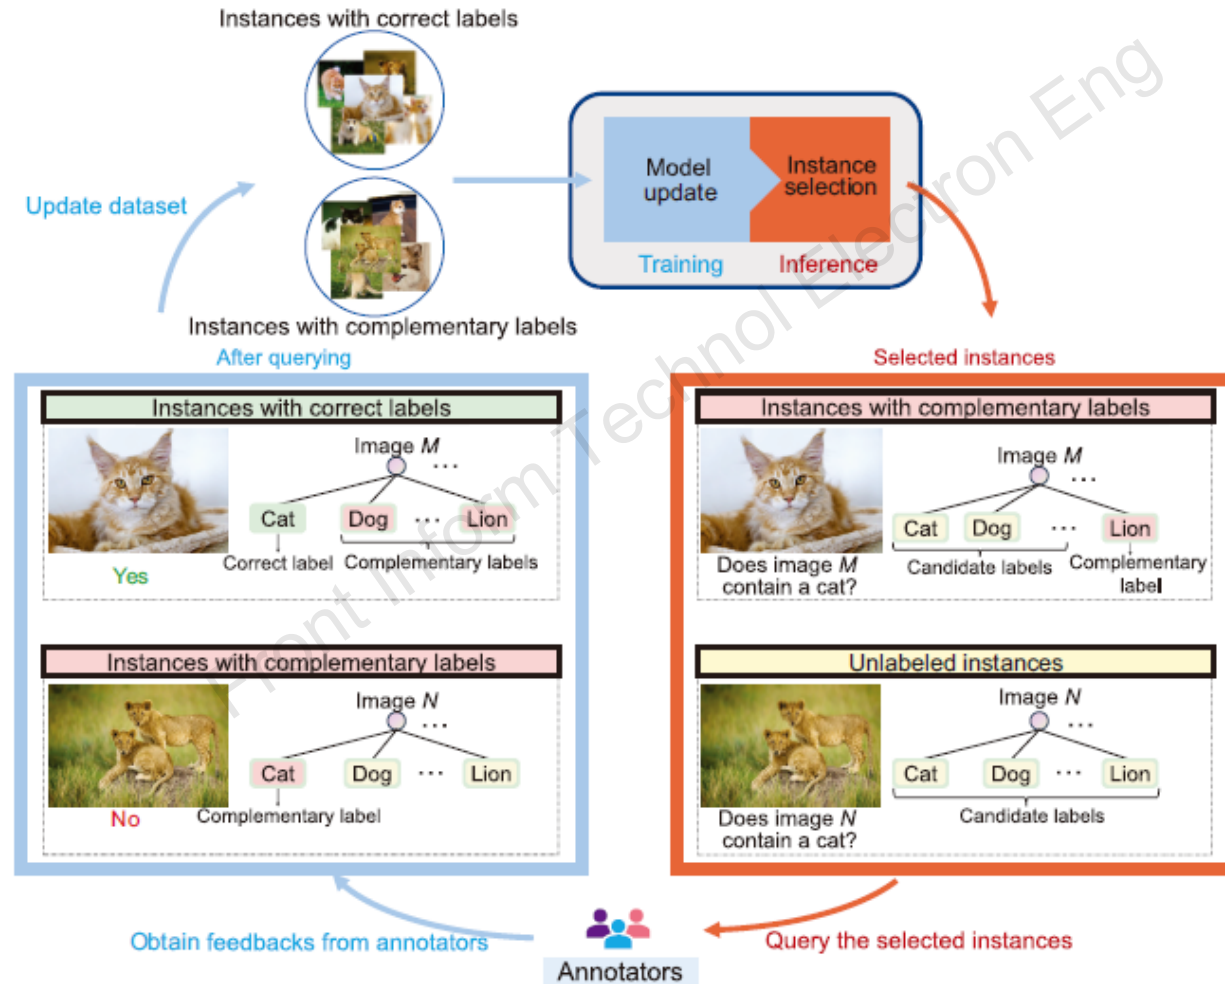 Instances with correct labels
Update dataset
Model
update
Instance
selection
Training
Inference
Instances with complementary labels
After querying
Selected instances
Instances with correct labels
Image M
...
Cat
Dog
...
Lion
Yes
Correct label
Complementary labels
Instances with complementary labels
Image N
...
Cat
Dog
...
Lion
No
Complementary label
Instances with complementary labels
Image M
...
Cat
Dog
...
Lion
Does image M
contain a cat?
Candidate labels
Complementary
label
Unlabeled instances
Image N
...
Cat
Dog
...
Lion
Does image N
contain a cat?
Candidate labels
Obtain feedbacks from annotators
Annotators
Query the selected instances
Front Inform Technol Electron Eng